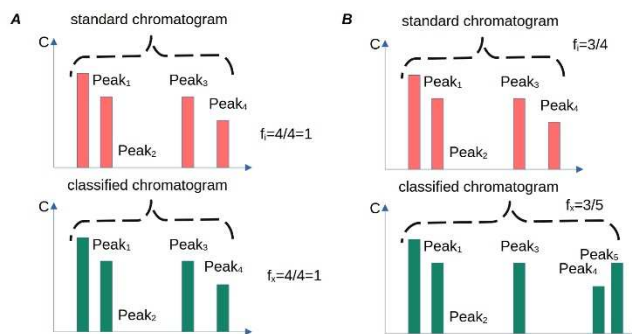 A
standard chromatogram
C
Peak₁
Peak₃
Peak₄
Peak₂
fᵢ=4/4=1
classified chromatogram
C
Peak₁
Peak₃
Peak₄
Peak₂
fₓ=4/4=1
B
standard chromatogram
fᵢ=3/4
C
Peak₁
Peak₃
Peak₄
Peak₂
classified chromatogram
fₓ=3/5
C
Peak₁
Peak₃
Peak₅
Peak₄
Peak₂